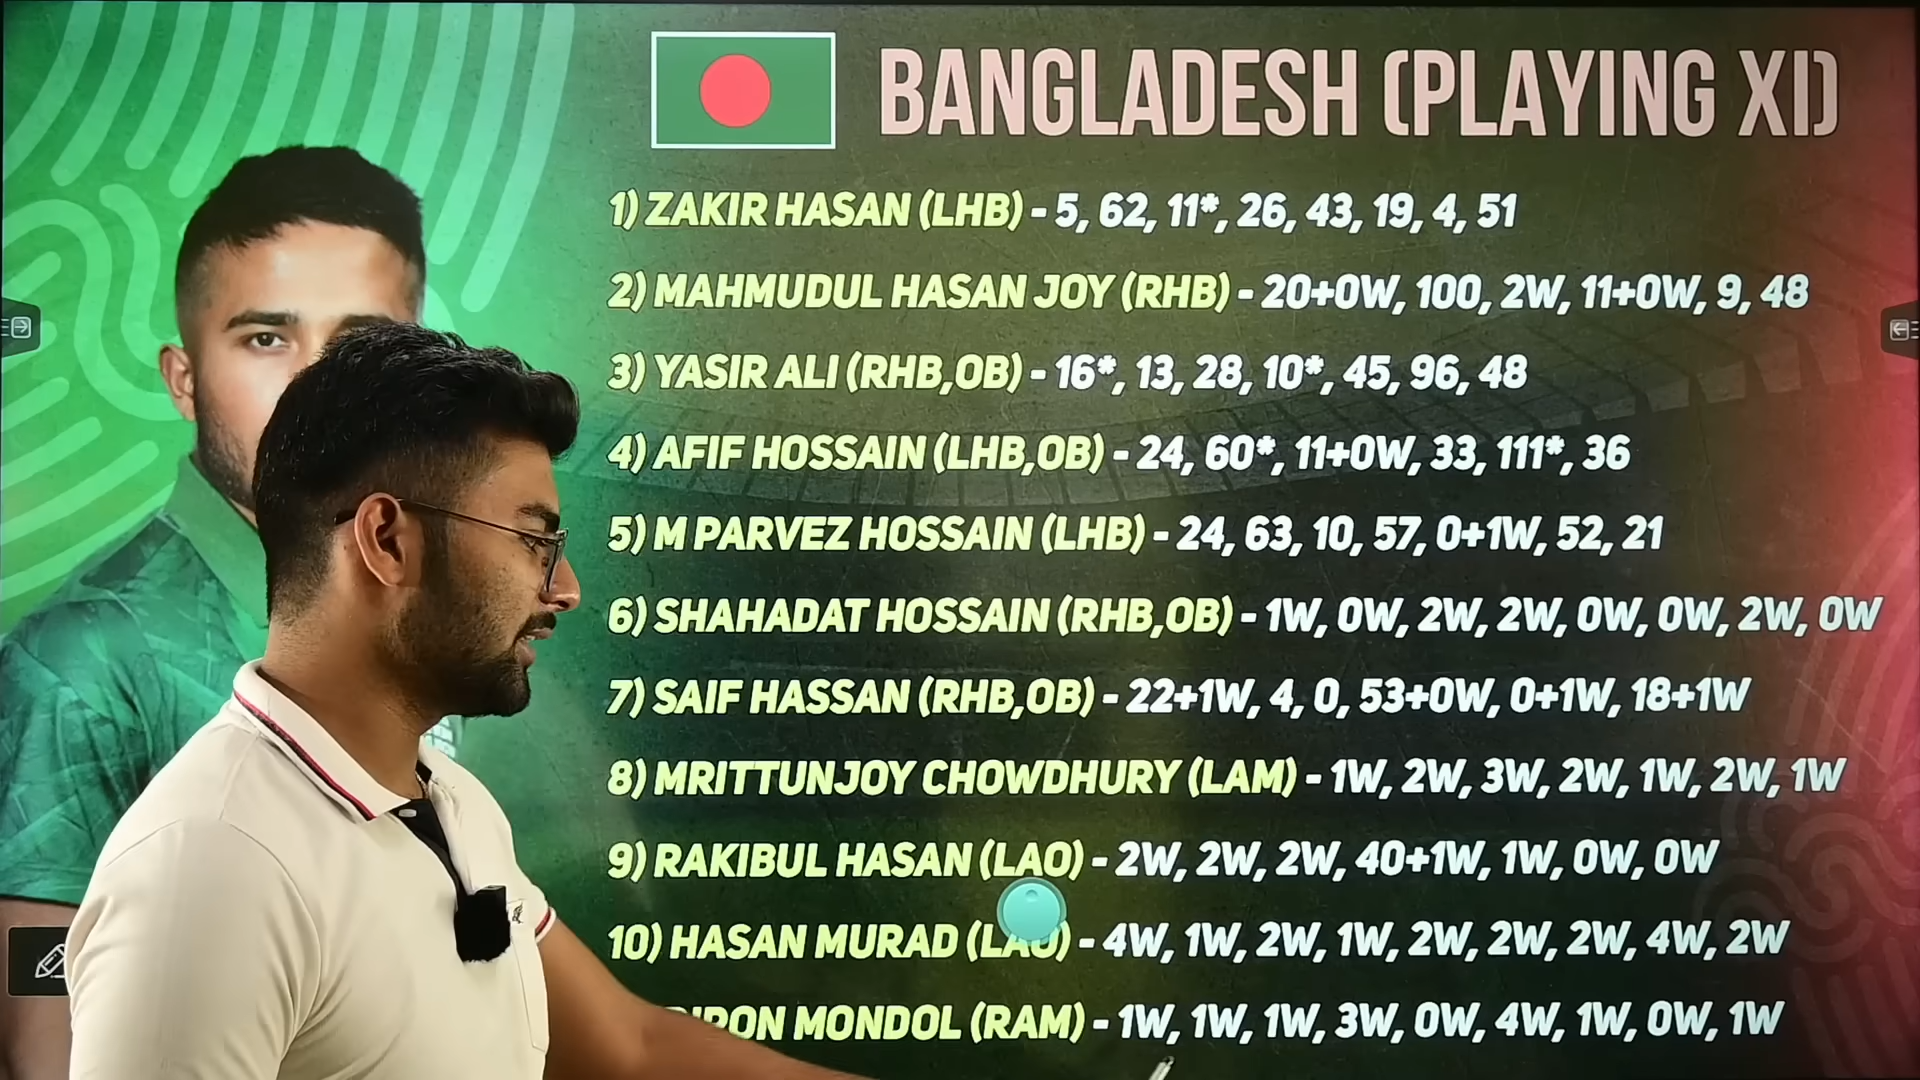 BANGLADESH (PLAYING XI)
1) ZAKIR HASAN (LHB) - 5, 62, 11*, 26, 43, 19, 4, 51
2) MAHMUDUL HASAN JOY (RHB) - 20+0W, 100, 2W, 11+0W, 9, 48
3) YASIR ALI (RHB,OB) - 16*, 13, 28, 10*, 45, 96, 48
4) AFIF HOSSAIN (LHB,OB) - 24, 60*, 11+0W, 33, 111*, 36
5) M PARVEZ HOSSAIN (LHB) - 24, 63, 10, 57, 0+1W, 52, 21
6) SHAHADAT HOSSAIN (RHB,OB) - 1W, 0W, 2W, 2W, 0W, 0W, 2W, 0W
7) SAIF HASSAN (RHB,OB) - 22+1W, 4, 0, 53+0W, 0+1W, 18+1W
8) MRITTUNJOY CHOWDHURY (LAM) - 1W, 2W, 3W, 2W, 1W, 2W, 1W
9) RAKIBUL HASAN (LAO) - 2W, 2W, 2W, 40+1W, 1W, 0W, 0W
10) HASAN MURAD (LAO) - 4W, 1W, 2W, 1W, 2W, 2W, 2W, 4W, 2W
MONDOL (RAM) - 1W, 1W, 1W, 3W, 0W, 4W, 1W, 0W, 1W